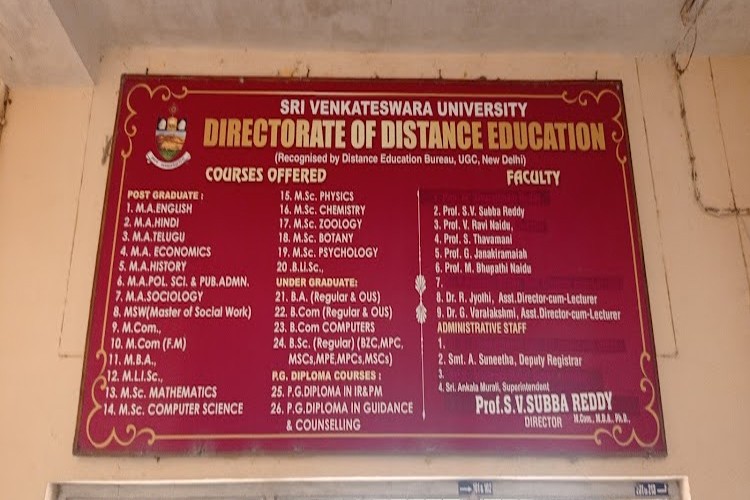 SRI VENKATESWARA UNIVERSITY
DIRECTORATE OF DISTANCE EDUCATION
(Recognised by Distance Education Bureau, UGC, New Delhi)
COURSES OFFERED
POST GRADUATE :
1. M.A.ENGLISH
2. M.A.HINDI
3. M.A.TELUGU
4. M.A. ECONOMICS
5. M.A.HISTORY
6. M.A.POL. SCI. & PUB.ADMN.
7. M.A.SOCIOLOGY
8. MSW(Master of Social Work)
9. M.Com.,
10. M.Com (F.M)
11. M.B.A.,
12. M.L.I.Sc.,
13. M.Sc. MATHEMATICS
14. M.Sc. COMPUTER SCIENCE
15. M.Sc. PHYSICS
16. M.Sc. CHEMISTRY
17. M.Sc. ZOOLOGY
18. M.Sc. BOTANY
19. M.Sc. PSYCHOLOGY
20 .B.LI.Sc.,
UNDER GRADUATE:
21. B.A. (Regular & OUS)
22. B.Com (Regular & OUS)
23. B.Com COMPUTERS
24. B.Sc. (Regular) (BZC,MPC,
MSCs,MPE,MPCs,MSCs)
P.G. DIPLOMA COURSES :
25. P.G.DIPLOMA IN IR&PM
26. P.G.DIPLOMA IN GUIDANCE
& COUNSELLING
FACULTY
2. Prof. S.V. Subba Reddy
3. Prof. V. Ravi Naidu,
4. Prof. S. Thavamani
5. Prof. G. Janakiramaiah
6. Prof. M. Bhupathi Naidu
7.
8. Dr. R. Jyothi, Asst.Director-cum-Lecturer
9. Dr. G. Varalakshmi, Asst.Director-cum-Lecturer
ADMINISTRATIVE STAFF
1.
2. Smt. A. Suneetha, Deputy Registrar
3.
4. Sri. Ankala Murali, Superintendent
Prof.S.V.SUBBA REDDY
M.Com., M.B.A., Ph.D.,
DIRECTOR